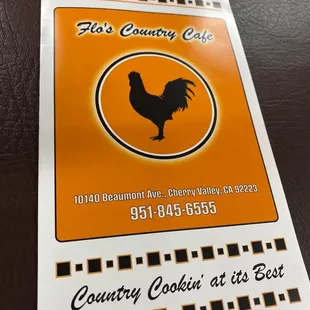 Flo's Country Cafe
10140 Beaumont Ave., Cherry Valley, CA 92223
951-845-6555
Country Cookin' at its Best